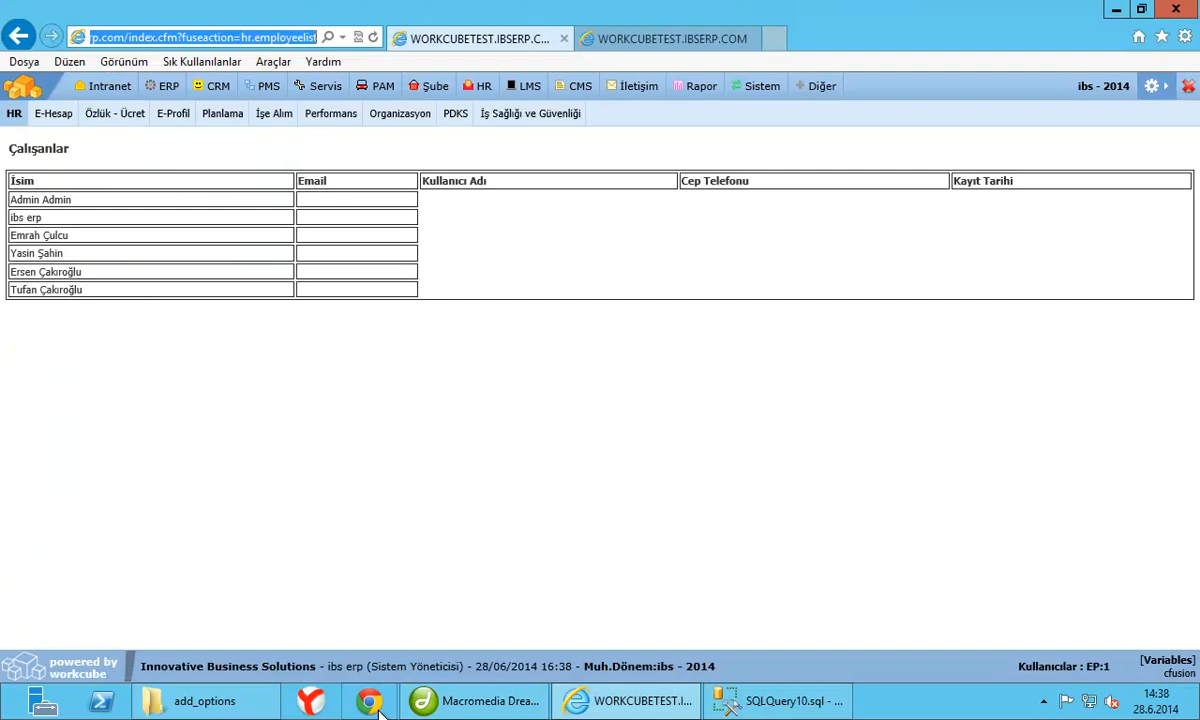 rp.com/index.cfm?fuseaction=hr.employeelist
WORKCUBETEST.IBSERP.C...
WORKCUBETEST.IBSERP.COM
Dosya Düzen Görünüm Sık Kullanılanlar Araçlar Yardım
Intranet ERP CRM PMS Servis PAM Şube HR LMS CMS İletişim Rapor Sistem Diğer ibs - 2014
HR E-Hesap Özlük - Ücret E-Profil Planlama İşe Alım Performans Organizasyon PDKS İş Sağlığı ve Güvenliği
Çalışanlar
İsim Email Kullanıcı Adı Cep Telefonu Kayıt Tarihi
Admin Admin
ibs erp
Emrah Çulcu
Yasin Şahin
Ersen Çakıroğlu
Tufan Çakıroğlu
powered by
workcube
Innovative Business Solutions - ibs erp (Sistem Yöneticisi) - 28/06/2014 16:38 - Muh.Dönem:ibs - 2014
Kullanıcılar : EP:1
[Variables]
cfusion
add_options
Macromedia Drea...
WORKCUBETEST.I...
SQLQuery10.sql - ...
14:38
28.6.2014